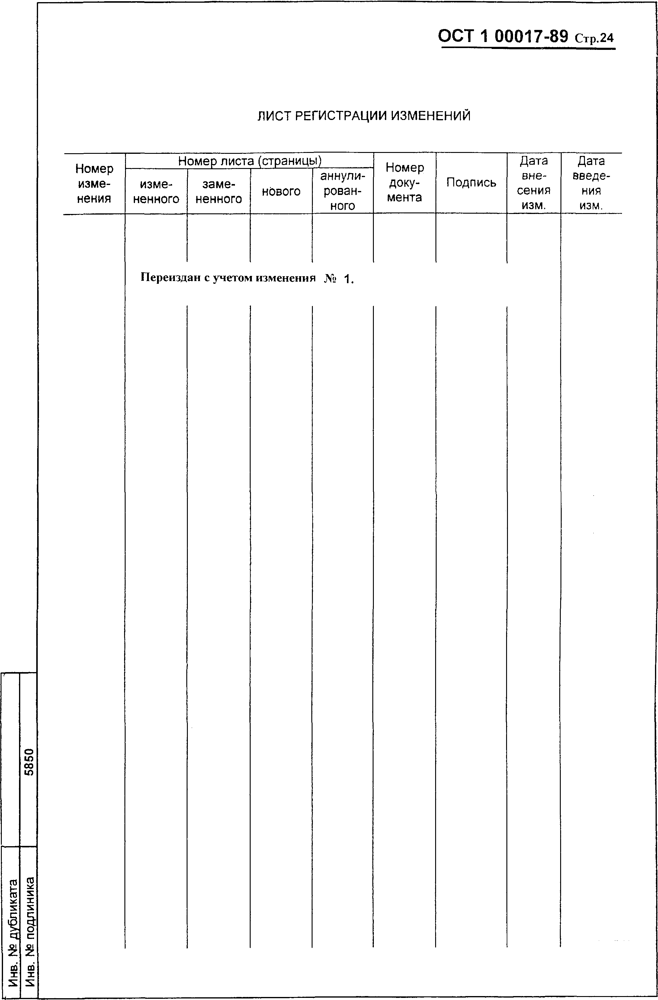 ОСТ 1 00017-89 Стр.24
ЛИСТ РЕГИСТРАЦИИ ИЗМЕНЕНИЙ
Номер
изме-
нения
Номер листа (страницы)
изме-
ненного
заме-
ненного
нового
аннули-
рован-
ного
Номер
доку-
мента
Подпись
Дата
вне-
сения
изм.
Дата
введе-
ния
изм.
Переиздан с учетом изменения № 1.
Инв. № дубликата
Инв. № подлинника 5850